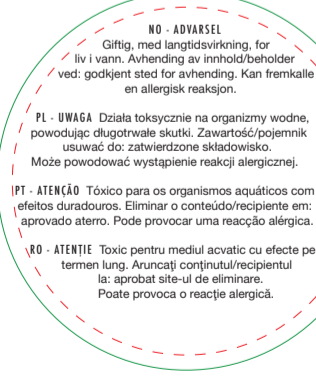 NO - ADVARSEL
Giftig, med langtidsvirkning, for
liv i vann. Avhending av innhold/beholder
ved: godkjent sted for avhending. Kan fremkalle
en allergisk reaksjon.
PL - UWAGA Działa toksycznie na organizmy wodne,
powodując długotrwałe skutki. Zawartość/pojemnik
usuwać do: zatwierdzone składowisko.
Może powodować wystąpienie reakcji alergicznej.
PT - ATENÇÃO Tóxico para os organismos aquáticos com
efeitos duradouros. Eliminar o conteúdo/recipiente em:
aprovado aterro. Pode provocar uma reacção alérgica.
RO - ATENȚIE Toxic pentru mediul acvatic cu efecte pe
termen lung. Aruncaţi conţinutul/recipientul
la: aprobat site-ul de eliminare.
Poate provoca o reacţie alergică.